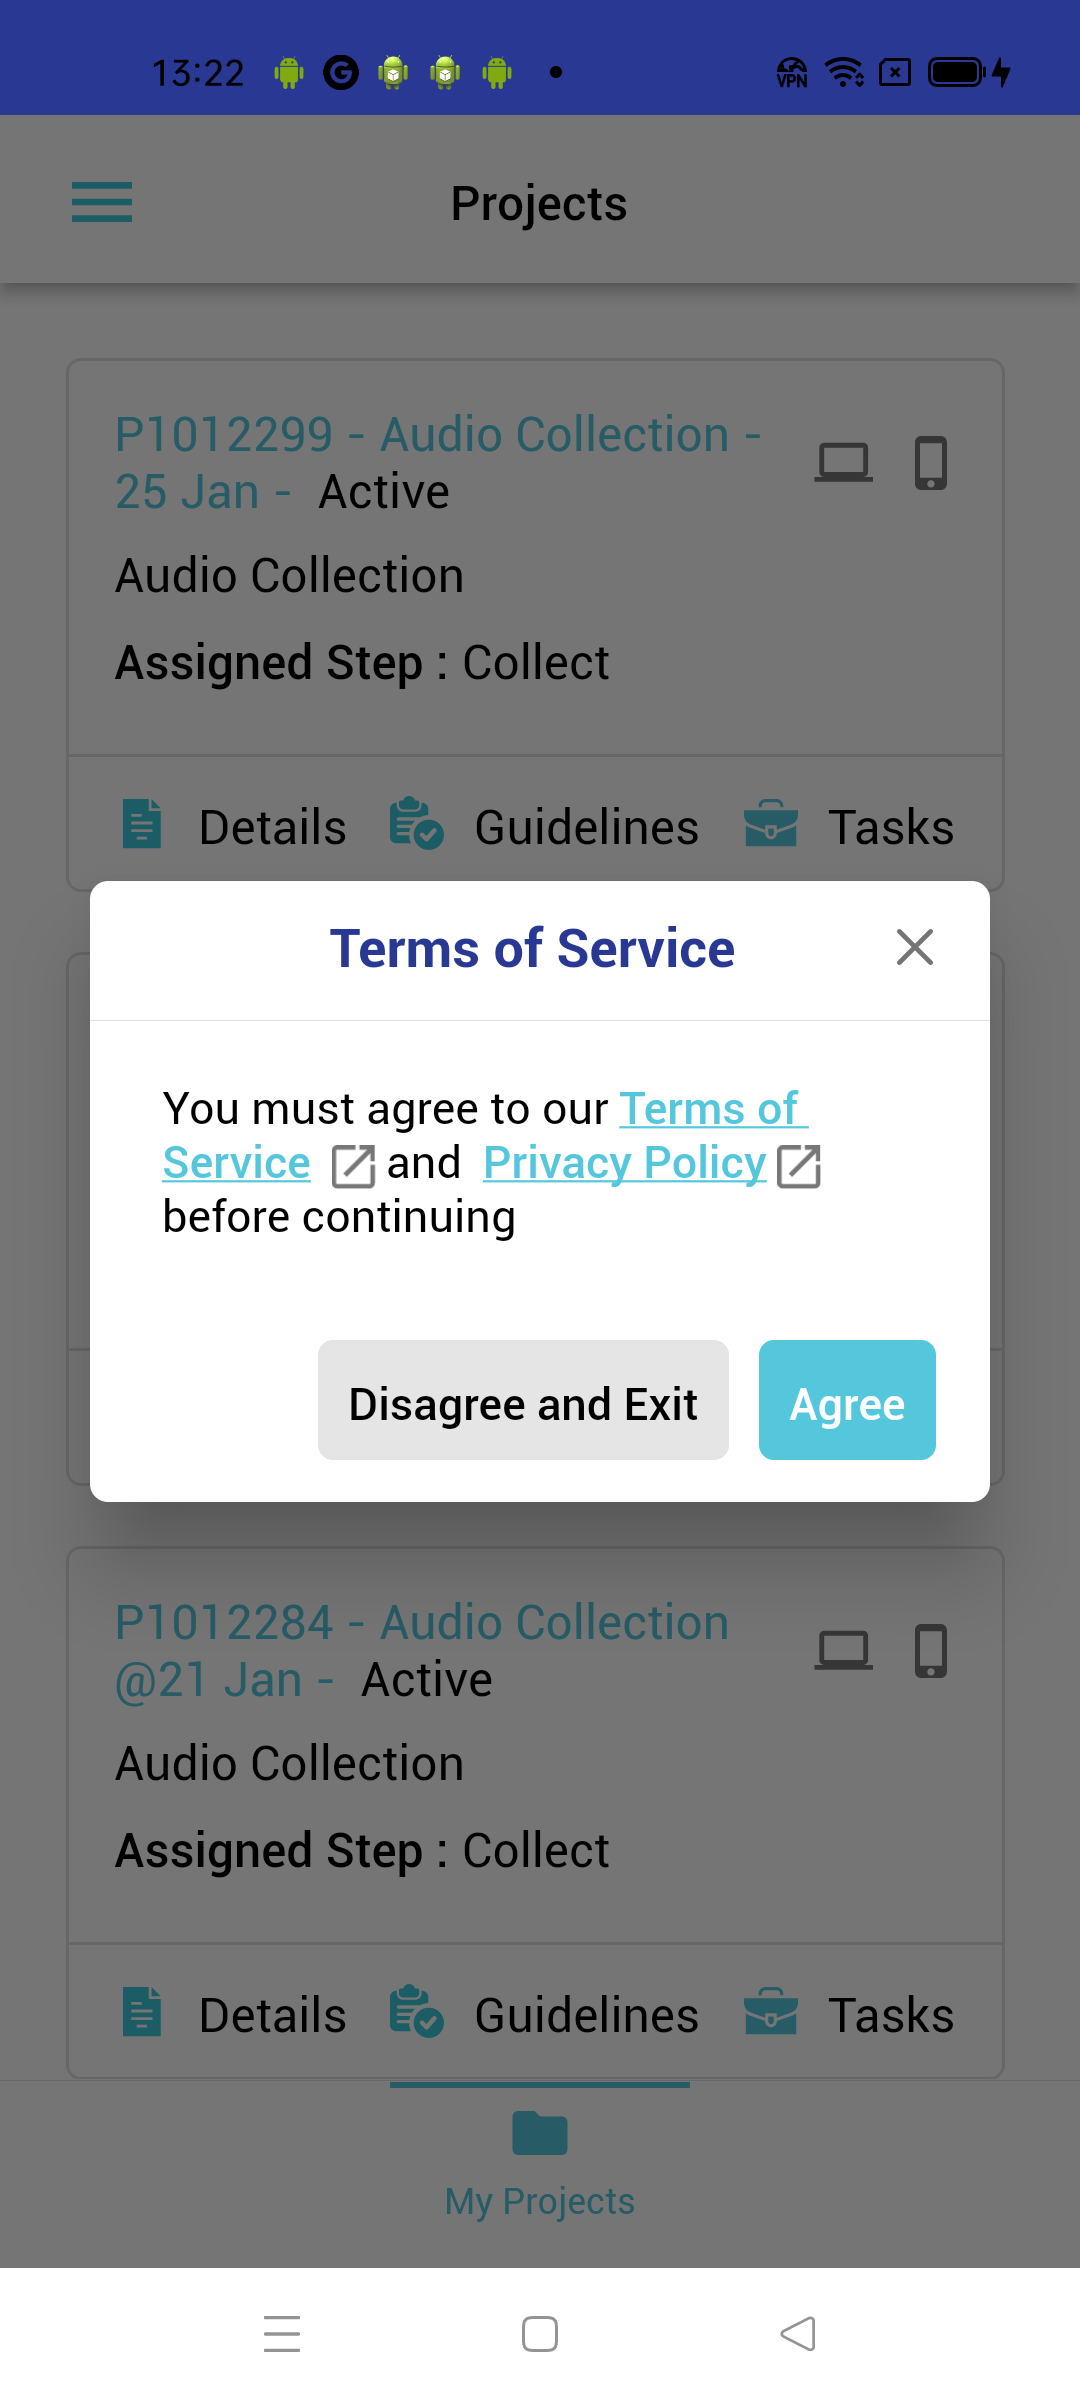 13:22
VPN
Projects
P1012299 - Audio Collection -
25 Jan - Active
Audio Collection
Assigned Step : Collect
Details Guidelines Tasks
Terms of Service
You must agree to our Terms of
Service and Privacy Policy
before continuing
Disagree and Exit Agree
P1012284 - Audio Collection
@21 Jan - Active
Audio Collection
Assigned Step : Collect
Details Guidelines Tasks
My Projects